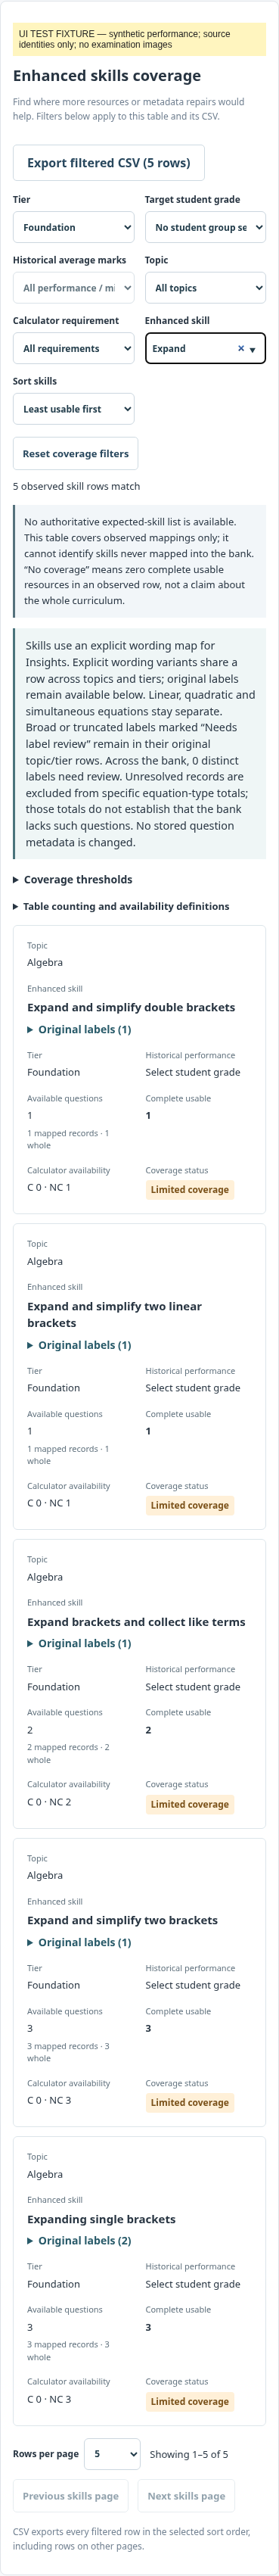 UI TEST FIXTURE — synthetic performance; source
identities only; no examination images
Enhanced skills coverage
Find where more resources or metadata repairs would
help. Filters below apply to this table and its CSV.
Export filtered CSV (5 rows)
Tier
Target student grade
Foundation
No student group se
Historical average marks
Topic
All performance / mi
All topics
Calculator requirement
Enhanced skill
All requirements
Expand × ▼
Sort skills
Least usable first
Reset coverage filters
5 observed skill rows match
No authoritative expected-skill list is available.
This table covers observed mappings only; it
cannot identify skills never mapped into the bank.
“No coverage” means zero complete usable
resources in an observed row, not a claim about
the whole curriculum.
Skills use an explicit wording map for
Insights. Explicit wording variants share a
row across topics and tiers; original labels
remain available below. Linear, quadratic and
simultaneous equations stay separate.
Broad or truncated labels marked “Needs
label review” remain in their original
topic/tier rows. Across the bank, 0 distinct
labels need review. Unresolved records are
excluded from specific equation-type totals;
those totals do not establish that the bank
lacks such questions. No stored question
metadata is changed.
▶ Coverage thresholds
▶ Table counting and availability definitions
Topic
Algebra
Enhanced skill
Expand and simplify double brackets
▶ Original labels (1)
Tier
Historical performance
Foundation
Select student grade
Available questions
Complete usable
1
1
1 mapped records · 1
whole
Calculator availability
Coverage status
C 0 · NC 1
Limited coverage
Topic
Algebra
Enhanced skill
Expand and simplify two linear
brackets
▶ Original labels (1)
Tier
Historical performance
Foundation
Select student grade
Available questions
Complete usable
1
1
1 mapped records · 1
whole
Calculator availability
Coverage status
C 0 · NC 1
Limited coverage
Topic
Algebra
Enhanced skill
Expand brackets and collect like terms
▶ Original labels (1)
Tier
Historical performance
Foundation
Select student grade
Available questions
Complete usable
2
2
2 mapped records · 2
whole
Calculator availability
Coverage status
C 0 · NC 2
Limited coverage
Topic
Algebra
Enhanced skill
Expand and simplify two brackets
▶ Original labels (1)
Tier
Historical performance
Foundation
Select student grade
Available questions
Complete usable
3
3
3 mapped records · 3
whole
Calculator availability
Coverage status
C 0 · NC 3
Limited coverage
Topic
Algebra
Enhanced skill
Expanding single brackets
▶ Original labels (2)
Tier
Historical performance
Foundation
Select student grade
Available questions
Complete usable
3
3
3 mapped records · 3
whole
Calculator availability
Coverage status
C 0 · NC 3
Limited coverage
Rows per page 5 Showing 1–5 of 5
Previous skills page
Next skills page
CSV exports every filtered row in the selected sort order,
including rows on other pages.